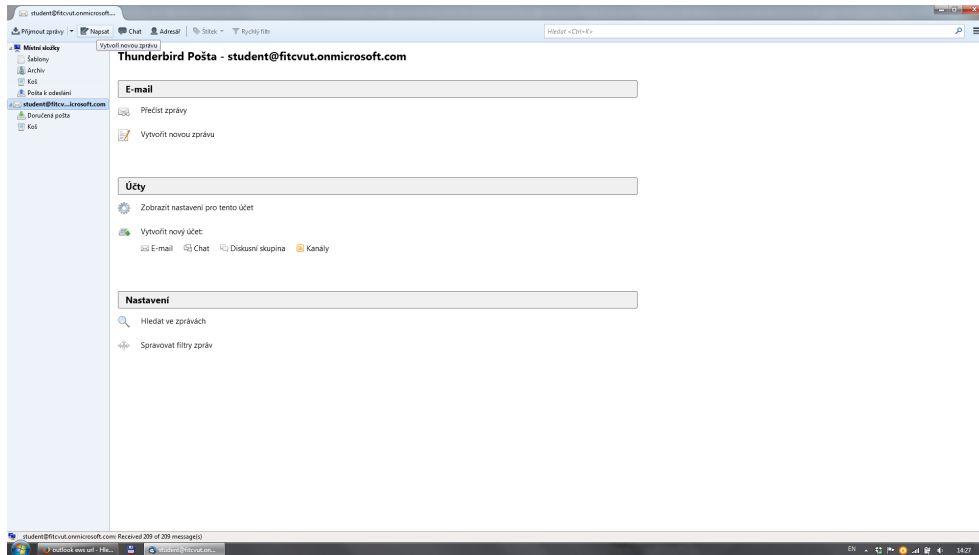 student@fitcvut.onmicrosoft....
Přijmout zprávy Napsat Chat Adresář Štítek Rychlý filtr
Hledat <Ctrl+K>
Vytvoří novou zprávu
Místní složky
Šablony
Archiv
Koš
Pošta k odeslání
student@fitcv...icrosoft.com
Doručená pošta
Koš
Thunderbird Pošta - student@fitcvut.onmicrosoft.com
E-mail
Přečíst zprávy
Vytvořit novou zprávu
Účty
Zobrazit nastavení pro tento účet
Vytvořit nový účet:
E-mail Chat Diskusní skupina Kanály
Nastavení
Hledat ve zprávách
Spravovat filtry zpráv
student@fitcvut.onmicrosoft.com: Received 209 of 209 message(s)
outlook ews url - Hle... student@fitcvut.on... EN 14:27